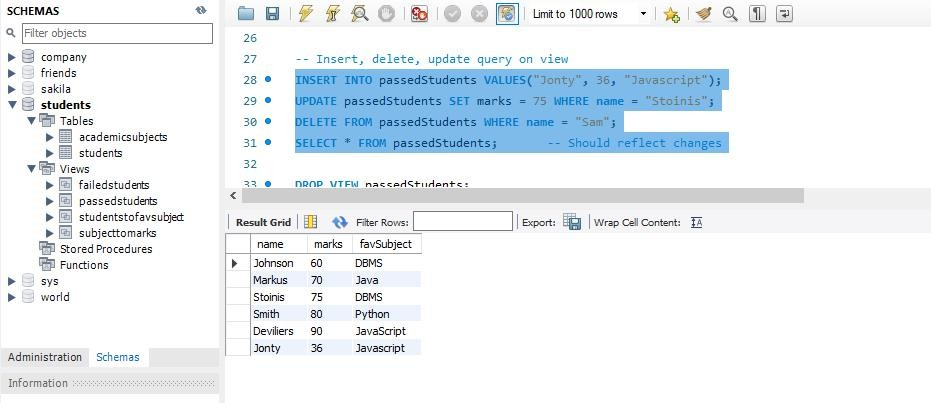 SCHEMAS
Filter objects
company
friends
sakila
students
Tables
academicsubjects
students
Views
failedstudents
passedstudents
studentstofavsubject
subjecttomarks
Stored Procedures
Functions
sys
world
Administration Schemas
Information
Limit to 1000 rows
26
27 -- Insert, delete, update query on view
28 INSERT INTO passedStudents VALUES("Jonty", 36, "Javascript");
29 UPDATE passedStudents SET marks = 75 WHERE name = "Stoinis";
30 DELETE FROM passedStudents WHERE name = "Sam";
31 SELECT * FROM passedStudents; -- Should reflect changes
32
33 DROP VIEW passedStudents;
Result Grid Filter Rows: Export: Wrap Cell Content:
name marks favSubject
Johnson 60 DBMS
Markus 70 Java
Stoinis 75 DBMS
Smith 80 Python
Deviliers 90 JavaScript
Jonty 36 Javascript